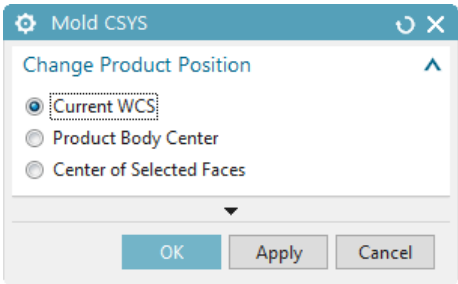 Mold CSYS
Change Product Position
Current WCS
Product Body Center
Center of Selected Faces
OK Apply Cancel